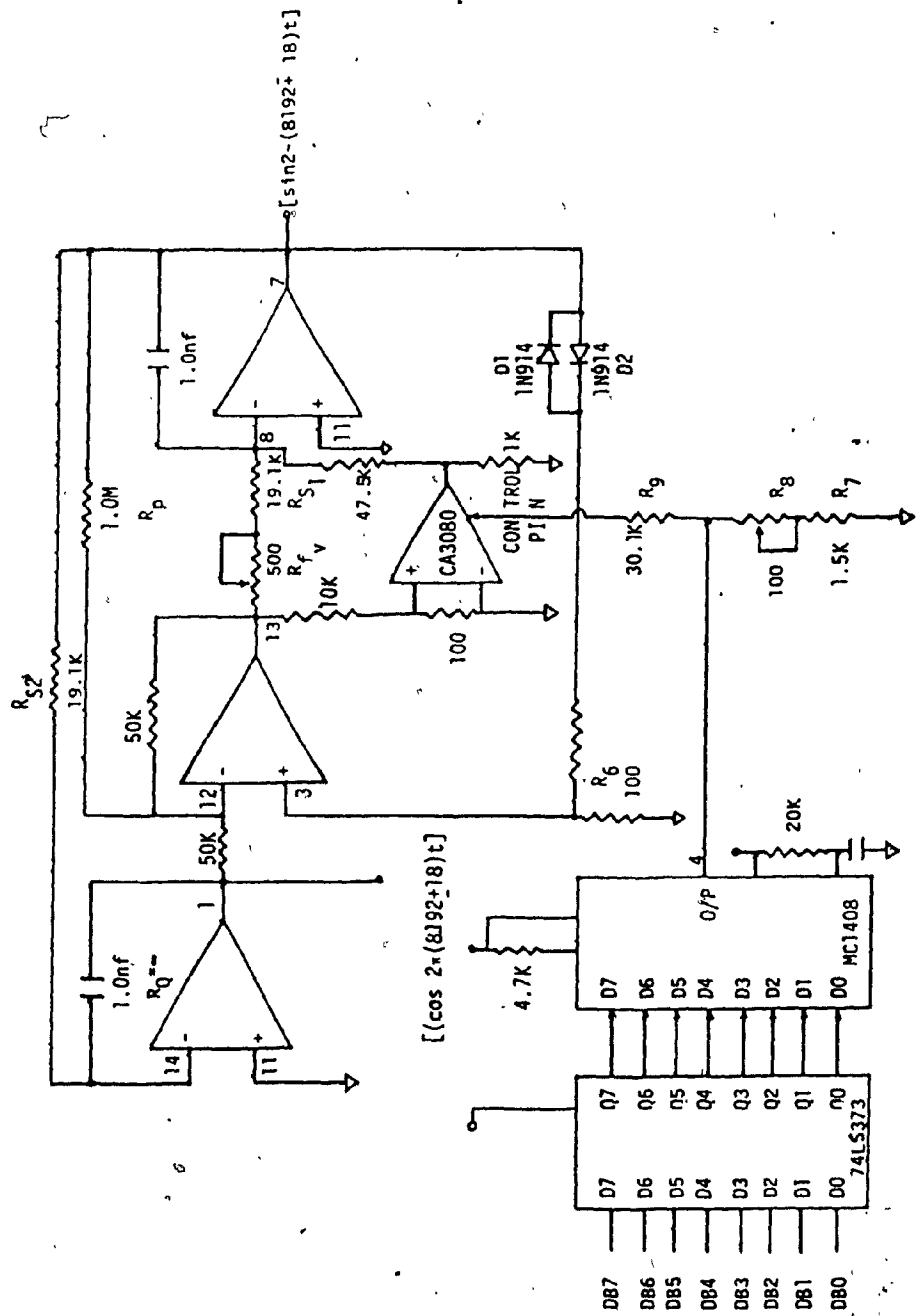 R_S2
19.1K
1.0M
R_p
1.0nf
50K
1.0nf
R_Q=∞
14
-
+
11
1
50K
12
-
+
3
13
500
R_f v
19.1K
R_S1
8
-
+
11
7
[sin2-(8192+ 18)t]
10K
47.5K
+
-
CA3080
100
1K
CONTROL
PIN
D1
1N914
1N914
D2
R_6
100
30.1K
R_9
100
R_8
1.5K
R_7
[(cos 2π(8192+18)t]
4.7K
20K
4
O/P
MC1408
D7
D6
D5
D4
D3
D2
D1
D0
Q7
Q6
Q5
Q4
Q3
Q2
Q1
Q0
74LS373
D7
D6
D5
D4
D3
D2
D1
D0
DB7
DB6
DB5
DB4
DB3
DB2
DB1
DB0